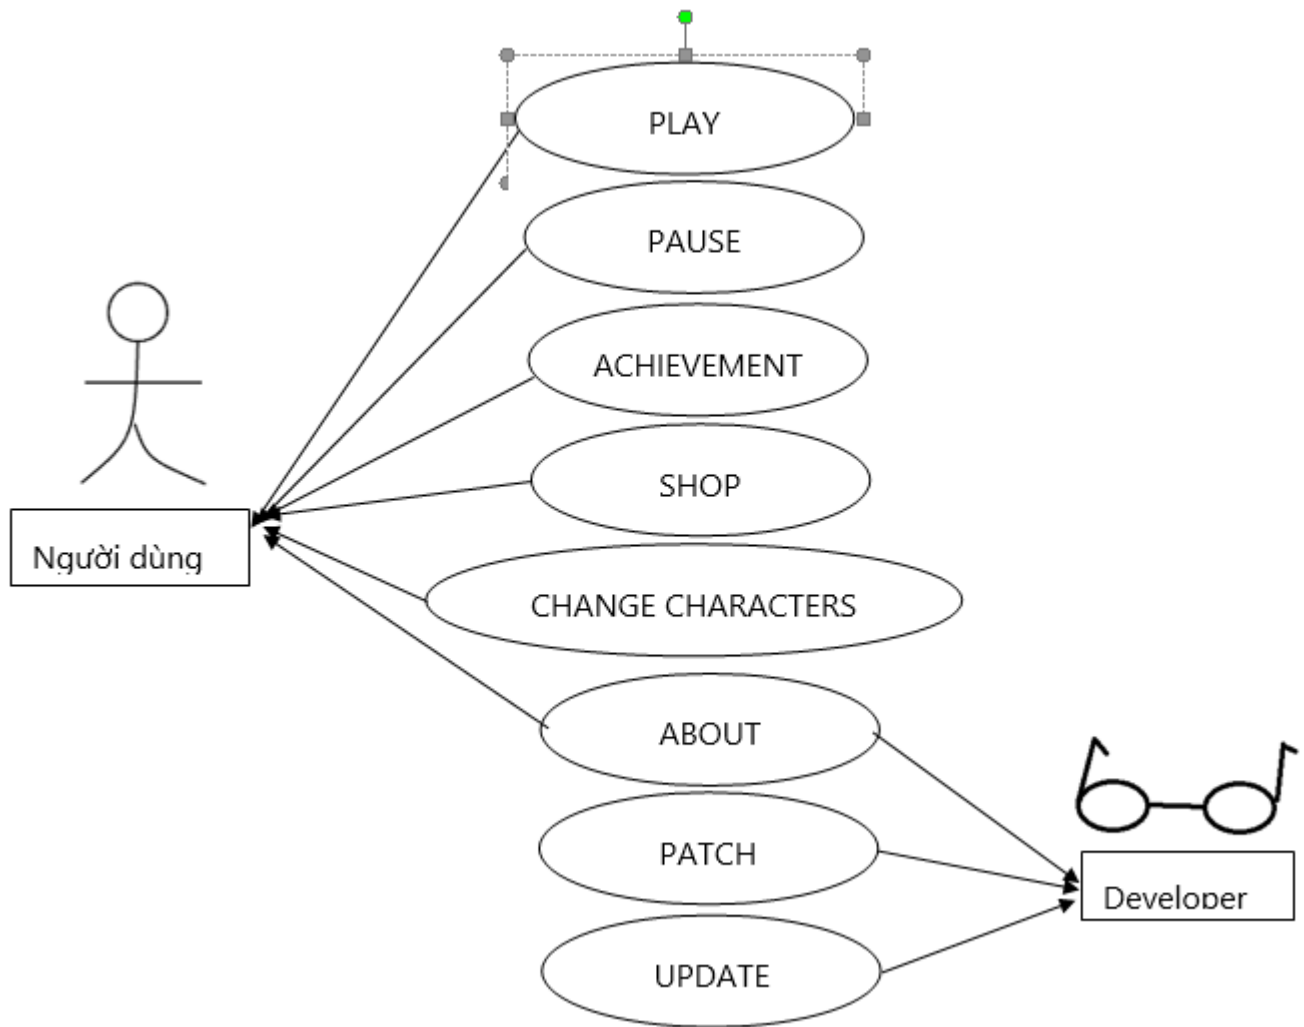 PLAY
PAUSE
ACHIEVEMENT
SHOP
Người dùng
CHANGE CHARACTERS
ABOUT
PATCH
Developer
UPDATE